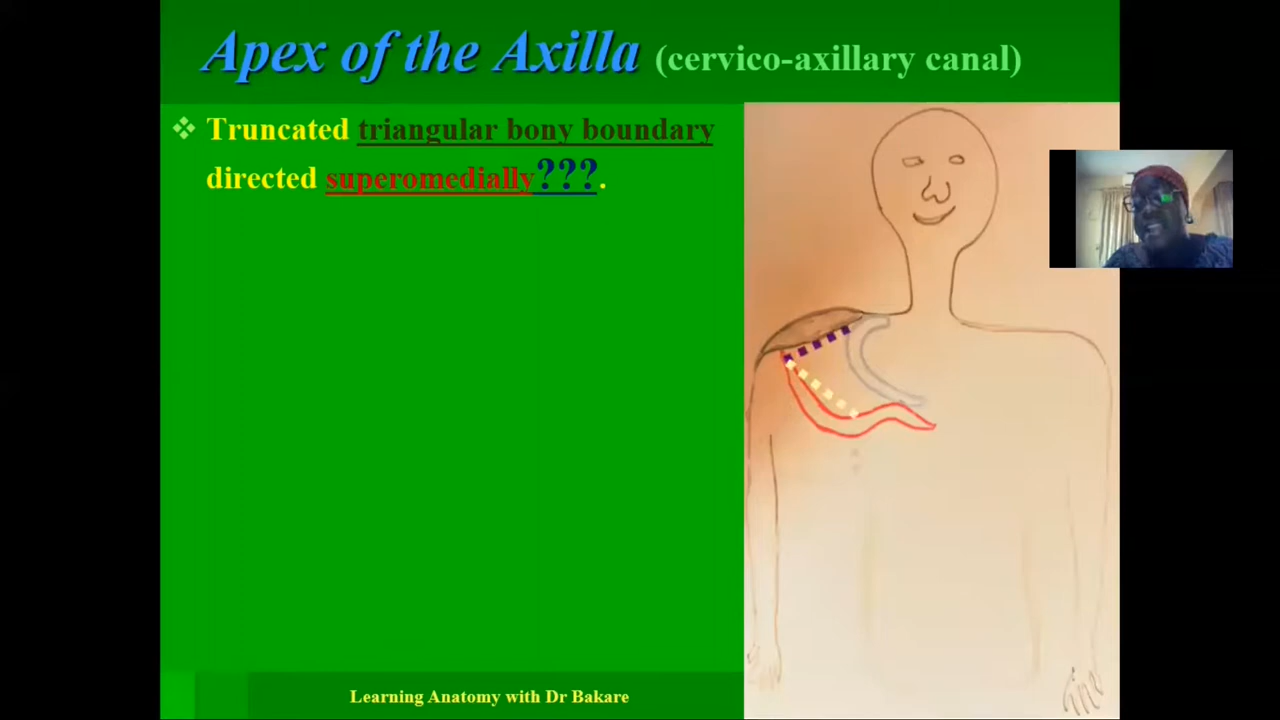 Apex of the Axilla (cervico-axillary canal)
Truncated triangular bony boundary
directed superomedially???.
Learning Anatomy with Dr Bakare